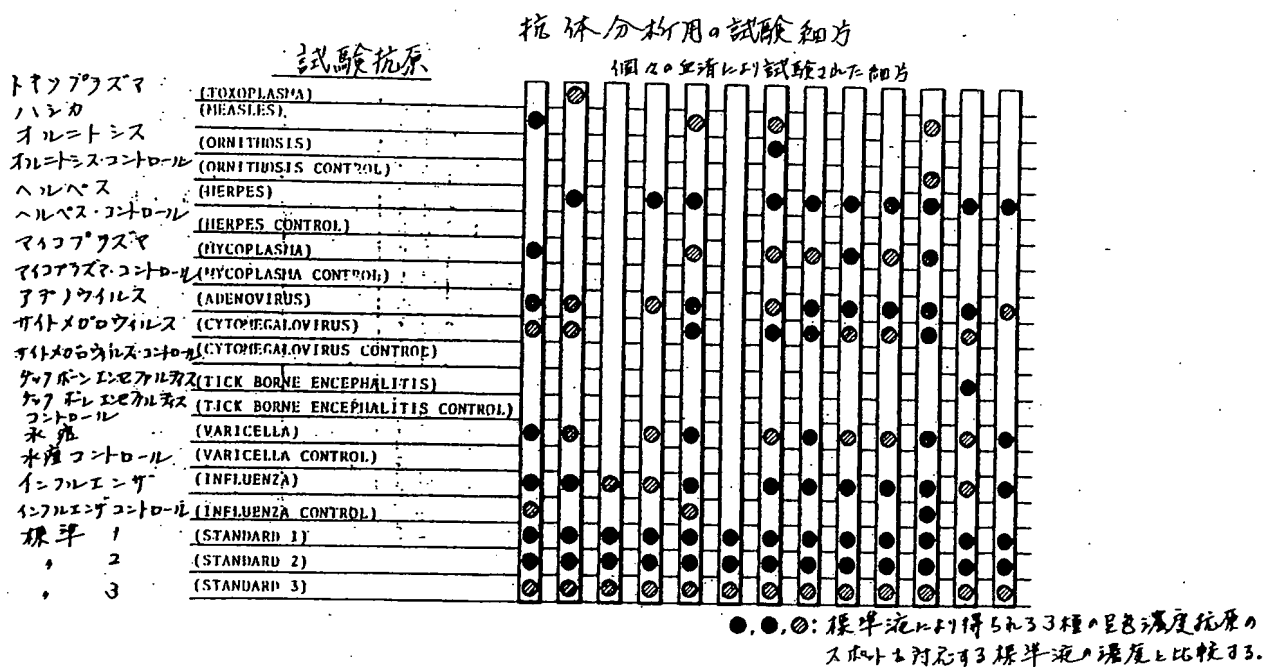 抗体分析用の試験細片
試験抗原
個々の血清により試験された細片
トキソプラズマ (TOXOPLASMA)
ハシカ (MEASLES)
オルニトシス (ORNITHOSIS)
オルニトシス・コントロール (ORNITHOSIS CONTROL)
ヘルペス (HERPES)
ヘルペス・コントロール (HERPES CONTROL)
マイコプラズマ (MYCOPLASMA)
マイコプラズマ・コントロール (MYCOPLASMA CONTROL)
アデノウイルス (ADENOVIRUS)
サイトメガロウィルス (CYTOMEGALOVIRUS)
サイトメガロウィルス・コントロール (CYTOMEGALOVIRUS CONTROL)
チック ボーン エンセファルティス (TICK BORNE ENCEPHALITIS)
チック ボーン エンセファルティス
コントロール (TICK BORNE ENCEPHALITIS CONTROL)
水痘 (VARICELLA)
水痘コントロール (VARICELLA CONTROL)
インフルエンザ (INFLUENZA)
インフルエンザコントロール (INFLUENZA CONTROL)
標準 1 (STANDARD 1)
〃 2 (STANDARD 2)
〃 3 (STANDARD 3)
: 標準液により得られる3種の呈色濃度抗原の
スポットを対応する標準液の濃度と比較する.